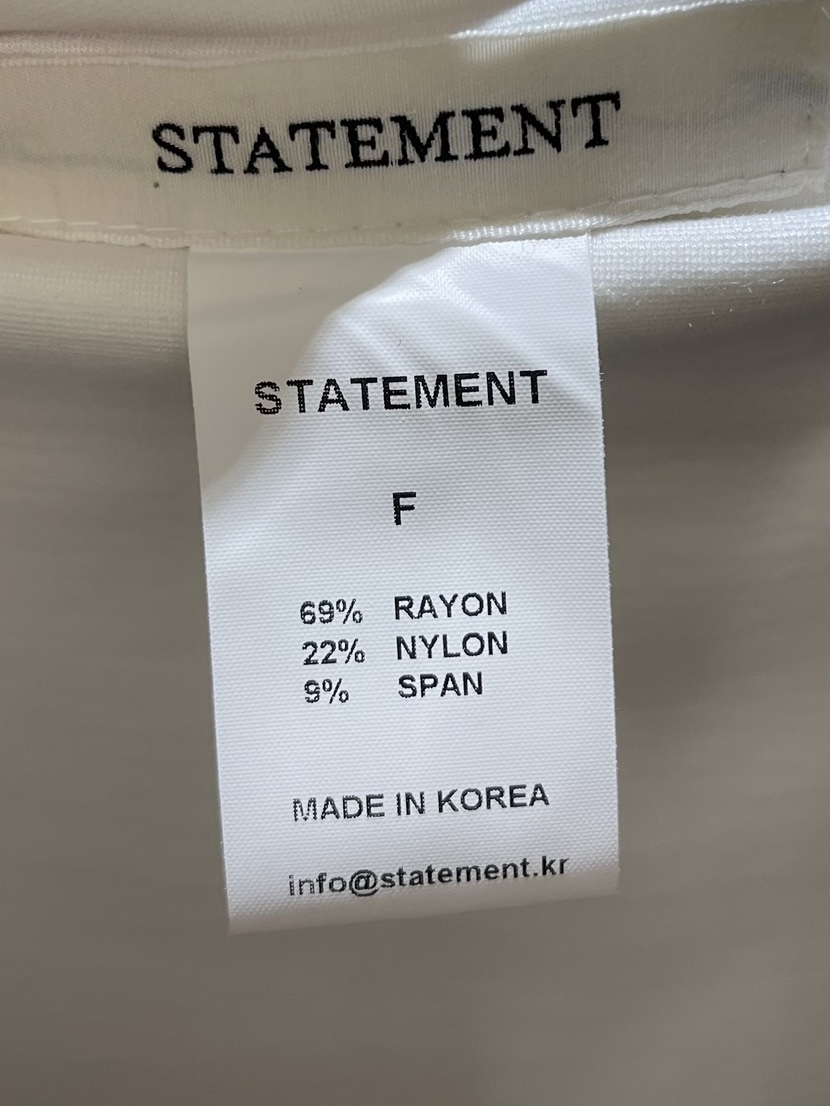 STATEMENT
STATEMENT
F
69% RAYON
22% NYLON
9% SPAN
MADE IN KOREA
info@statement.kr